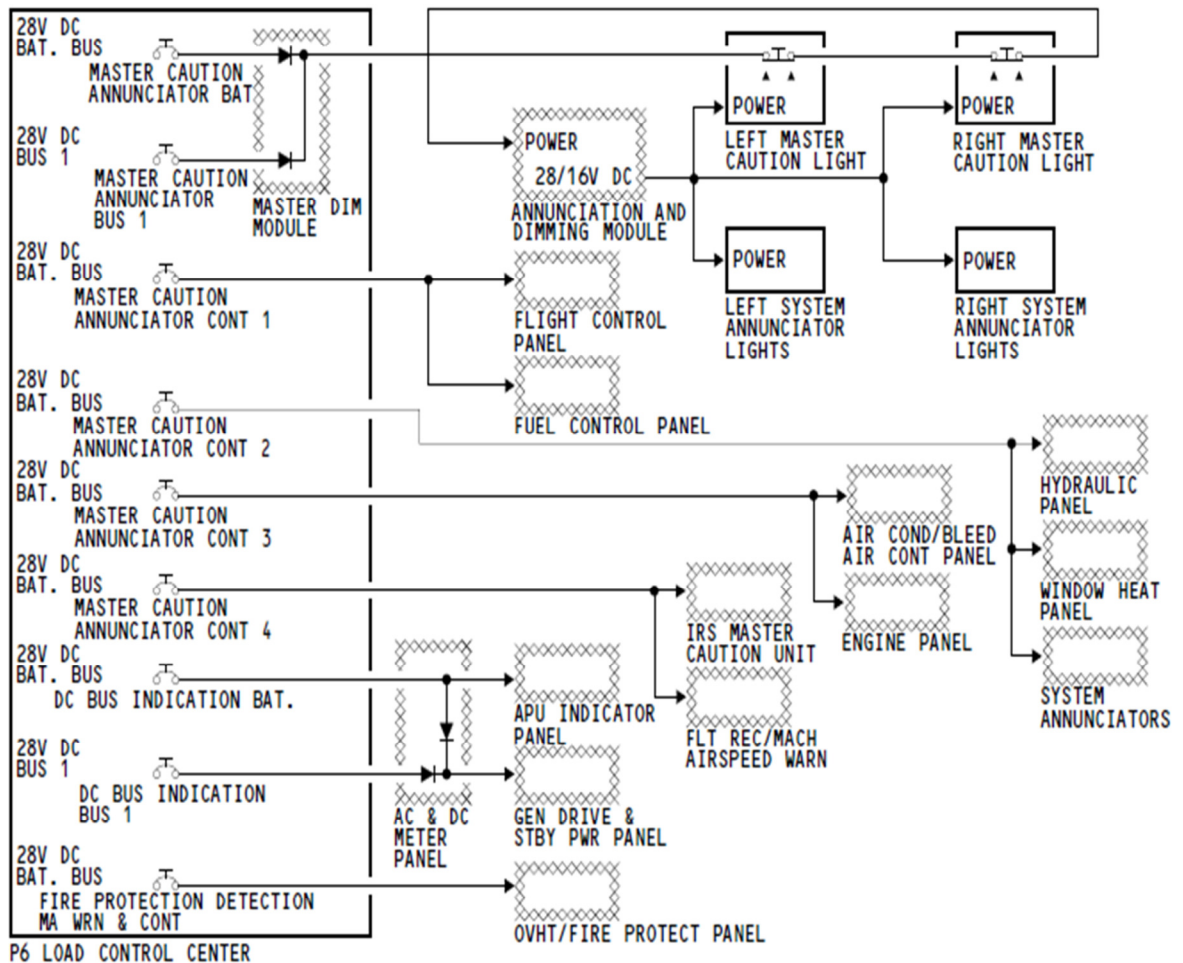 28V DC
BAT. BUS
MASTER CAUTION
ANNUNCIATOR BAT
28V DC
BUS 1
MASTER CAUTION
ANNUNCIATOR
BUS 1
MASTER DIM
MODULE
POWER
28/16V DC
ANNUNCIATION AND
DIMMING MODULE
POWER
LEFT MASTER
CAUTION LIGHT
POWER
RIGHT MASTER
CAUTION LIGHT
28V DC
BAT. BUS
MASTER CAUTION
ANNUNCIATOR CONT 1
FLIGHT CONTROL
PANEL
POWER
LEFT SYSTEM
ANNUNCIATOR
LIGHTS
POWER
RIGHT SYSTEM
ANNUNCIATOR
LIGHTS
FUEL CONTROL PANEL
28V DC
BAT. BUS
MASTER CAUTION
ANNUNCIATOR CONT 2
HYDRAULIC
PANEL
WINDOW HEAT
PANEL
SYSTEM
ANNUNCIATORS
28V DC
BAT. BUS
MASTER CAUTION
ANNUNCIATOR CONT 3
AIR COND/BLEED
AIR CONT PANEL
ENGINE PANEL
28V DC
BAT. BUS
MASTER CAUTION
ANNUNCIATOR CONT 4
IRS MASTER
CAUTION UNIT
FLT REC/MACH
AIRSPEED WARN
28V DC
BAT. BUS
DC BUS INDICATION BAT.
APU INDICATOR
PANEL
28V DC
BUS 1
DC BUS INDICATION
BUS 1
AC & DC
METER
PANEL
GEN DRIVE &
STBY PWR PANEL
28V DC
BAT. BUS
FIRE PROTECTION DETECTION
MA WRN & CONT
OVHT/FIRE PROTECT PANEL
P6 LOAD CONTROL CENTER